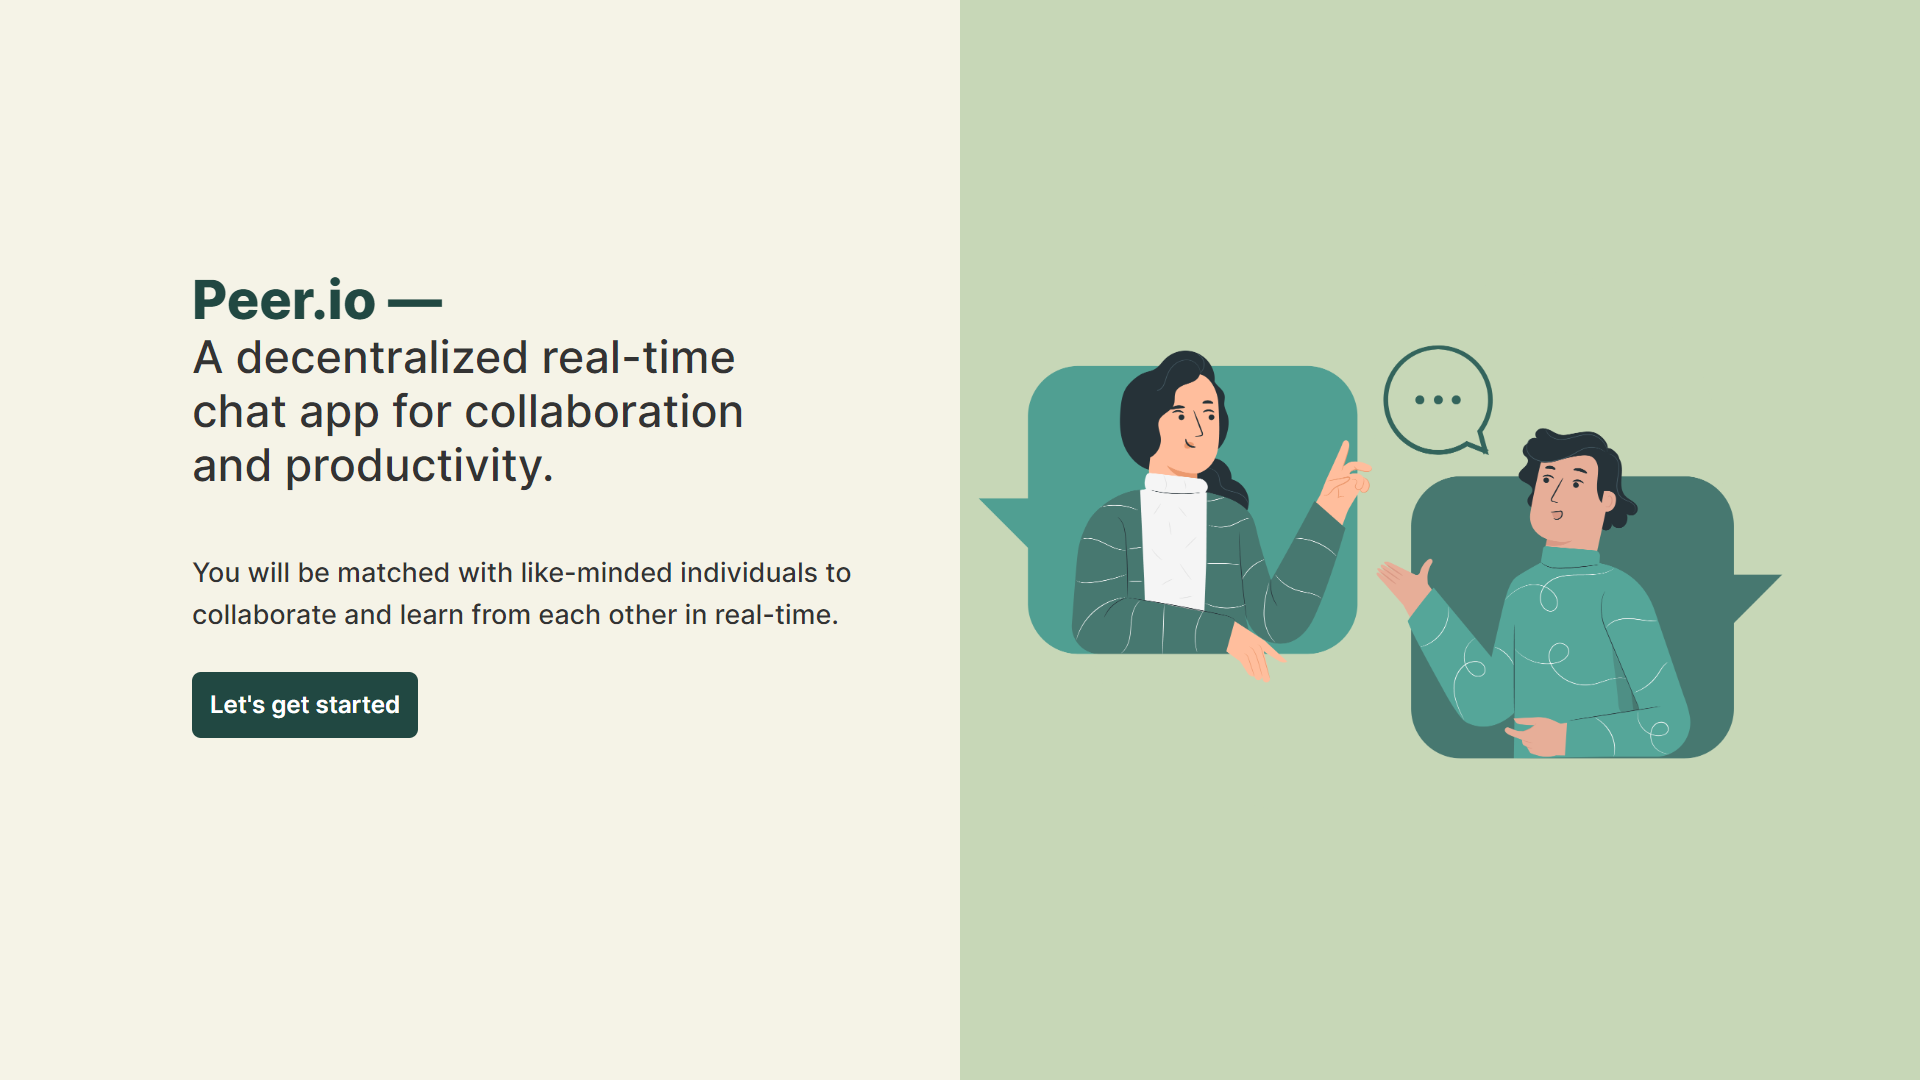 Peer.io —
A decentralized real-time
chat app for collaboration
and productivity.
You will be matched with like-minded individuals to
collaborate and learn from each other in real-time.
Let's get started